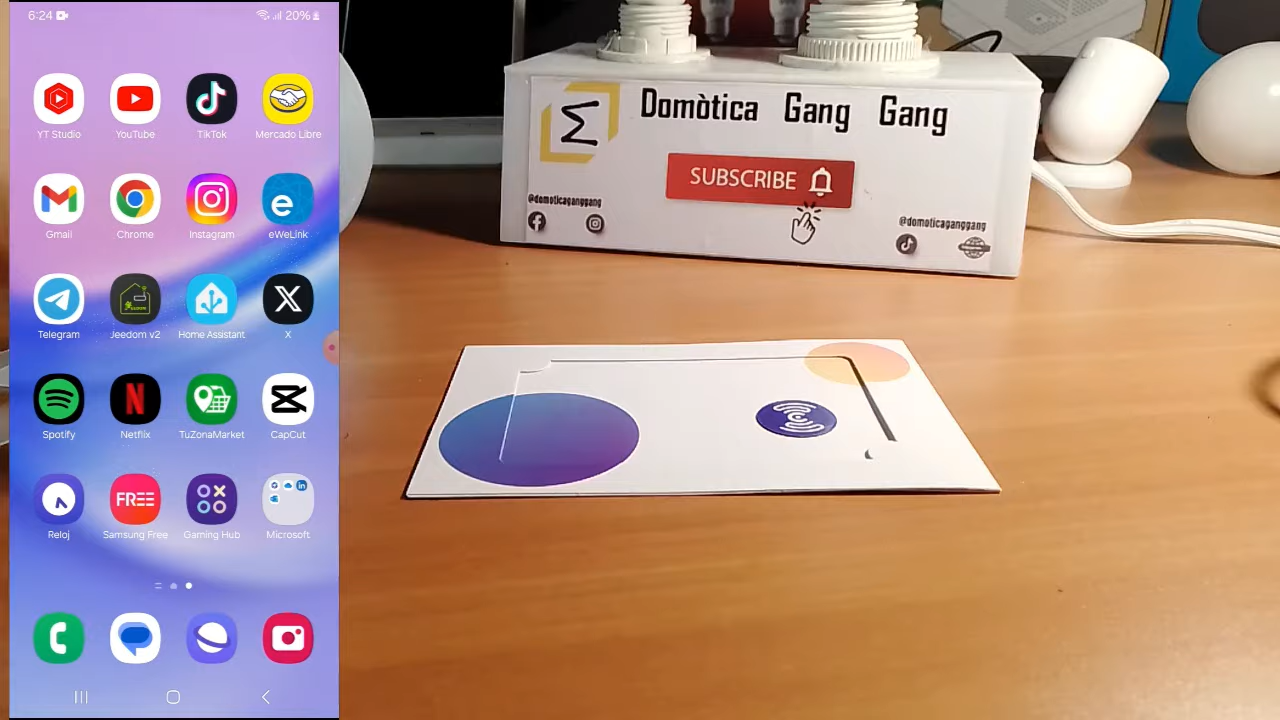 6:24
20%
YT Studio
YouTube
TikTok
Mercado Libre
Gmail
Chrome
Instagram
eWeLink
Telegram
Jeedom v2
Home Assistant
X
Spotify
Netflix
TuZonaMarket
CapCut
FREE
Reloj
Samsung Free
Gaming Hub
Microsoft
Domòtica Gang Gang
SUBSCRIBE
@domoticaganggang
@domoticaganggang